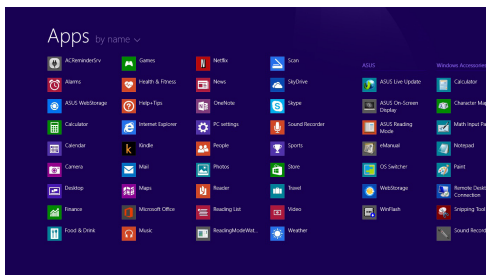 Apps by name
ACReminderSrv
Alarms
ASUS WebStorage
Calculator
Calendar
Camera
Desktop
Finance
Food & Drink
Games
Health & Fitness
Help+Tips
Internet Explorer
Kindle
Mail
Maps
Microsoft Office
Music
Netflix
News
OneNote
PC settings
People
Photos
Reader
Reading List
ReadingModeWat...
Scan
SkyDrive
Skype
Sound Recorder
Sports
Store
Travel
Video
Weather
ASUS
ASUS Live Update
ASUS On-Screen
Display
ASUS Reading
Mode
eManual
OS Switcher
WebStorage
WinFlash
Windows Accessories
Calculator
Character Map
Math Input Pa
Notepad
Paint
Remote Deskt
Connection
Snipping Tool
Sound Record